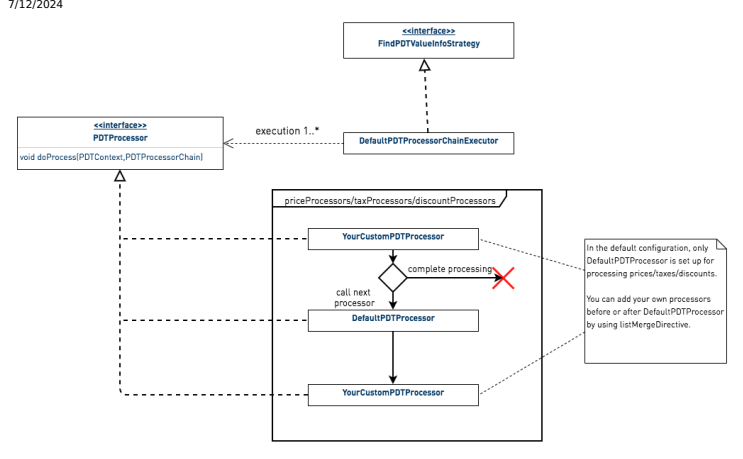 7/12/2024
<<interface>>
FindPDTValueInfoStrategy
<<interface>>
PDTProcessor
void doProcess(PDTContext,PDTProcessorChain)
execution 1..*
DefaultPDTProcessorChainExecutor
priceProcessors/taxProcessors/discountProcessors
YourCustomPDTProcessor
complete processing
call next
processor
DefaultPDTProcessor
YourCustomPDTProcessor
In the default configuration, only
DefaultPDTProcessor is set up for
processing prices/taxes/discounts.
You can add your own processors
before or after DefaultPDTProcessor
by using listMergeDirective.